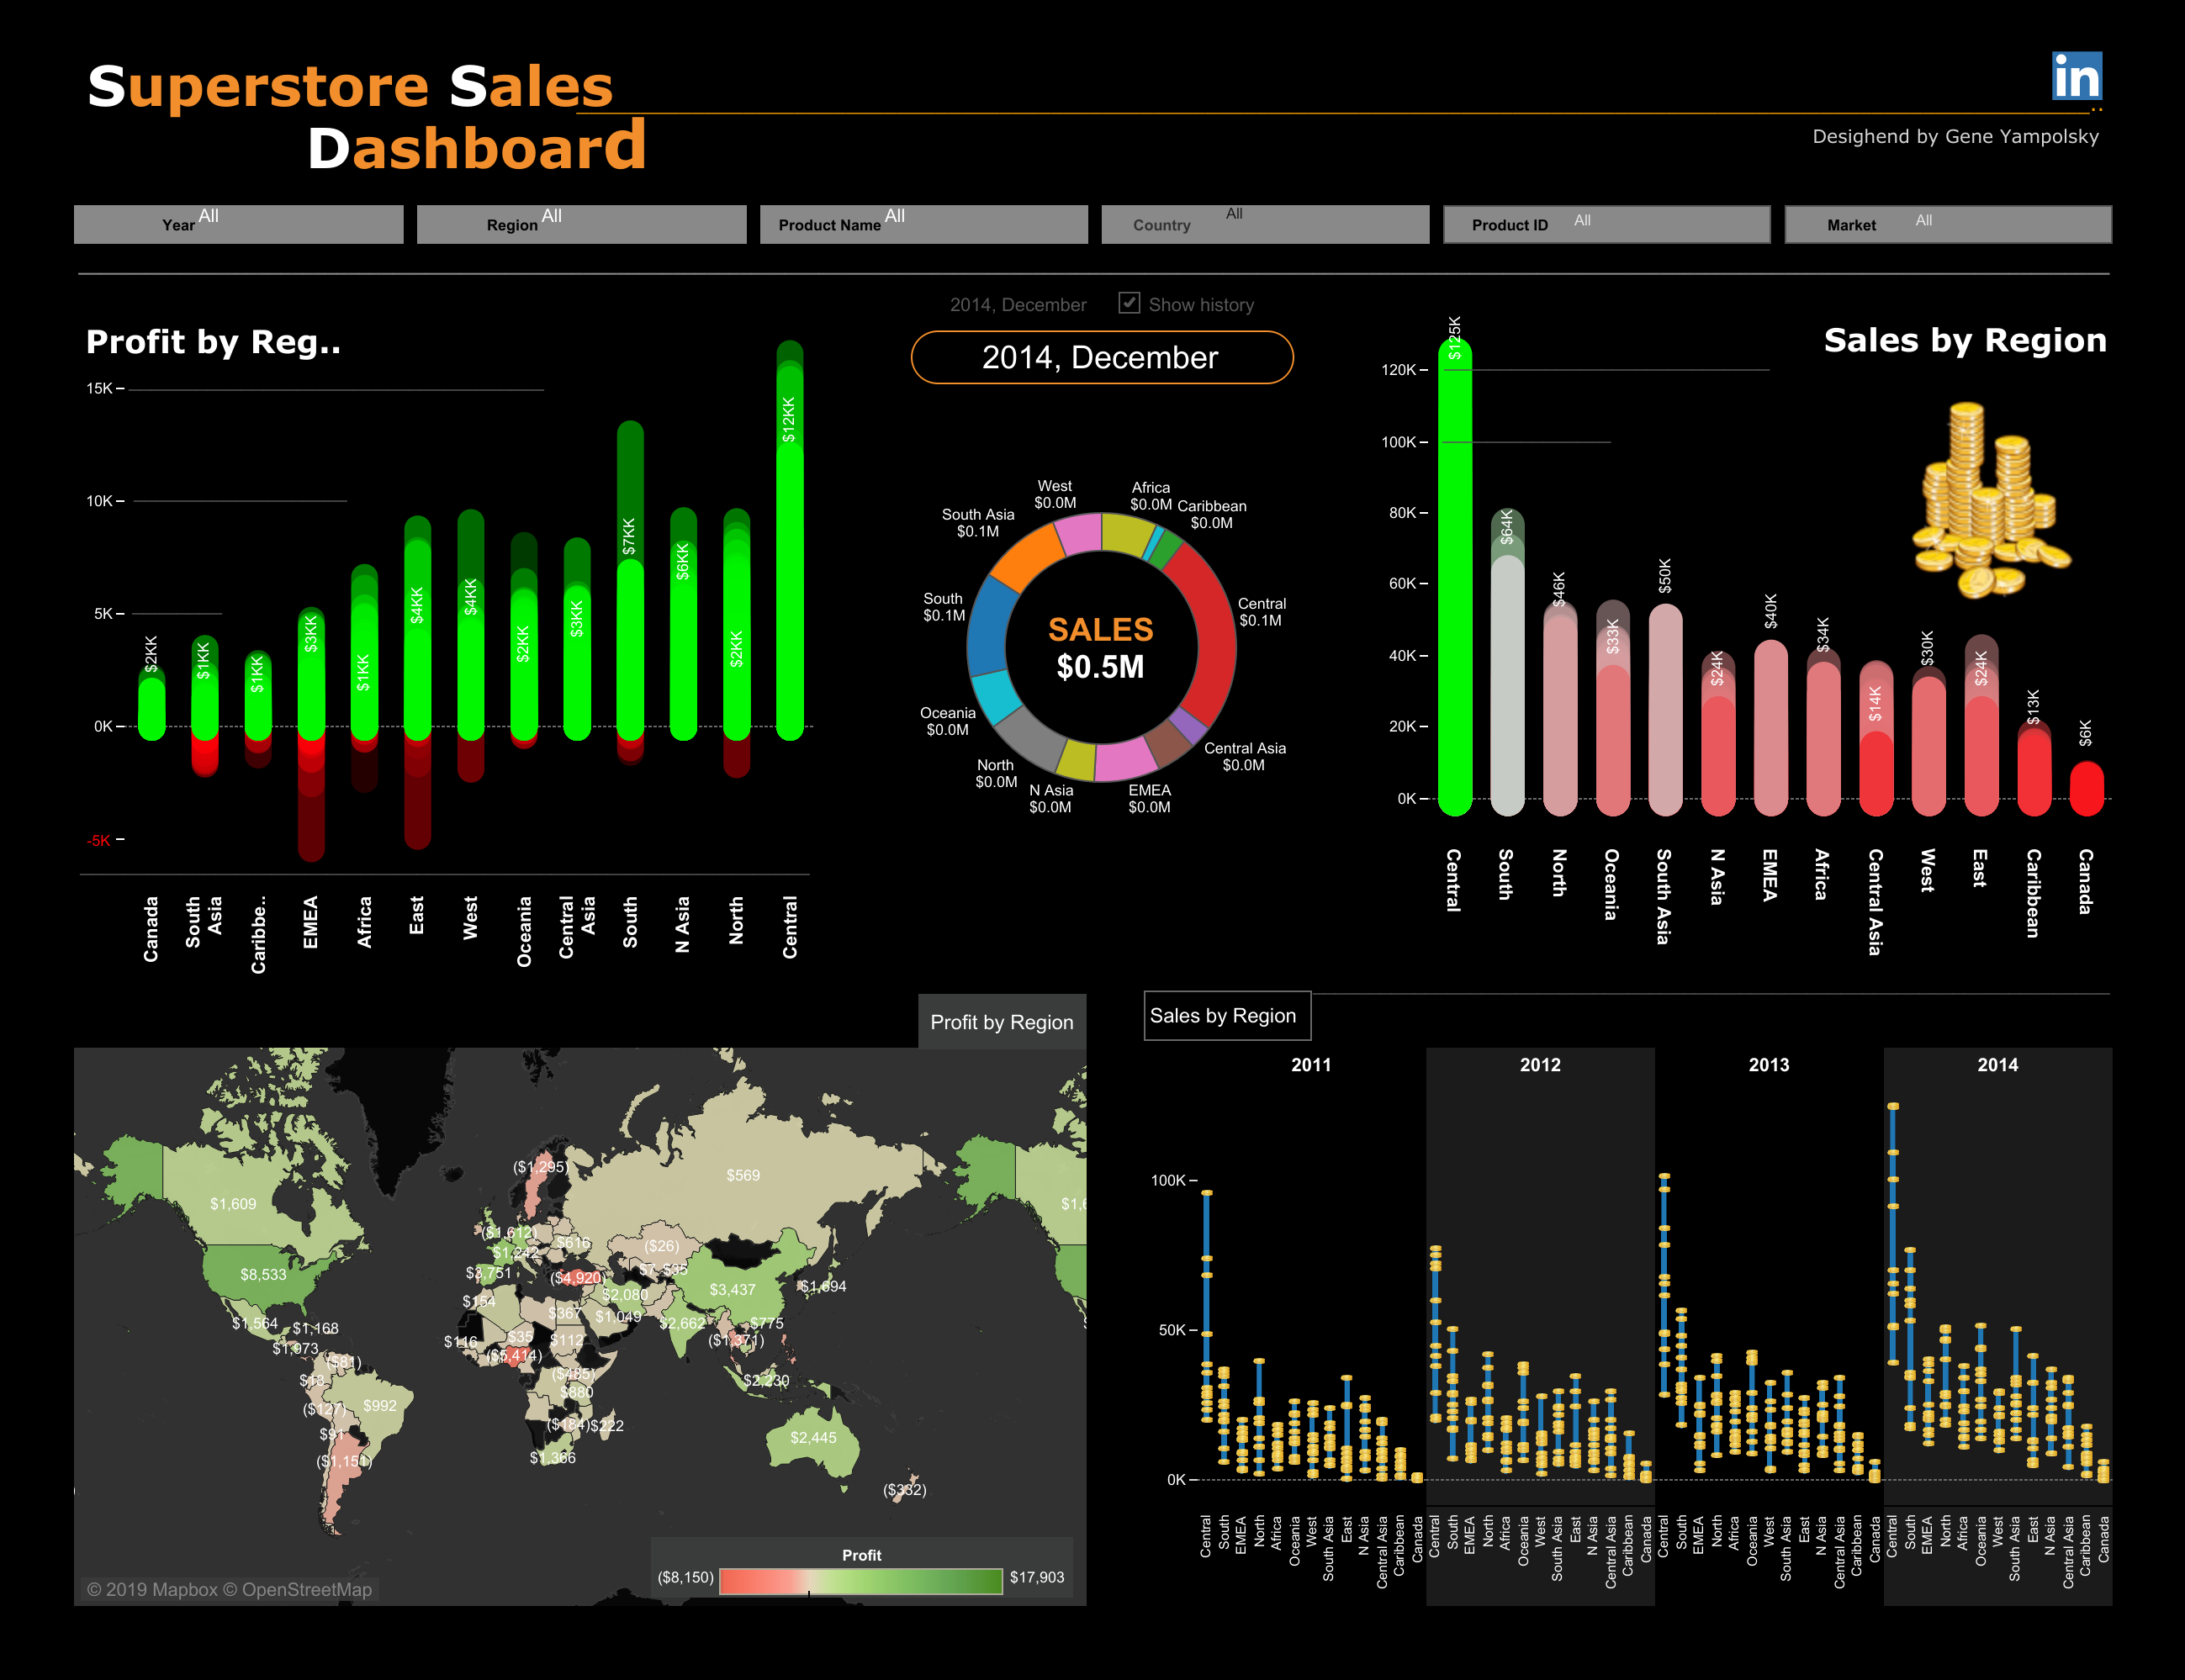 Superstore Sales
Dashboard
in
Desighend by Gene Yampolsky
Year All
Region All
Product Name All
Country All
Product ID All
Market All
2014, December Show history
2014, December
Profit by Reg..
15K
10K
5K
0K
-5K
$2KK
$1KK
$1KK
$3KK
$1KK
$4KK
$4KK
$2KK
$3KK
$7KK
$6KK
$2KK
$12KK
Canada
South Asia
Caribbe..
EMEA
Africa
East
West
Oceania
Central Asia
South
N Asia
North
Central
West
$0.0M
Africa
$0.0M
Caribbean
$0.0M
South Asia
$0.1M
South
$0.1M
Central
$0.1M
SALES
$0.5M
Oceania
$0.0M
Central Asia
$0.0M
North
$0.0M
N Asia
$0.0M
EMEA
$0.0M
Sales by Region
120K
100K
80K
60K
40K
20K
0K
$125K
$64K
$46K
$33K
$50K
$24K
$40K
$34K
$14K
$30K
$24K
$13K
$6K
Central
South
North
Oceania
South Asia
N Asia
EMEA
Africa
Central Asia
West
East
Caribbean
Canada
Profit by Region
$1,609
$8,533
$1,564
$1,168
$1,973
($81)
$13
$992
($127)
$91
($1,151)
($1,295)
$569
($1,612)
$616
$1,242
($26)
$3,751
($4,920)
$7
$35
$2,080
$3,437
$1,694
$154
$367
$1,049
$2,662
$775
$116
$35
$112
($1,371)
($5,414)
($485)
$880
$2,230
($184)
$222
$1,366
$2,445
($332)
Profit
($8,150) $17,903
© 2019 Mapbox © OpenStreetMap
Sales by Region
2011
2012
2013
2014
100K
50K
0K
Central
South
EMEA
North
Africa
Oceania
West
South Asia
East
N Asia
Central Asia
Caribbean
Canada
Central
South
EMEA
North
Africa
Oceania
West
South Asia
East
N Asia
Central Asia
Caribbean
Canada
Central
South
EMEA
North
Africa
Oceania
West
South Asia
East
N Asia
Central Asia
Caribbean
Canada
Central
South
EMEA
North
Africa
Oceania
West
South Asia
East
N Asia
Central Asia
Caribbean
Canada